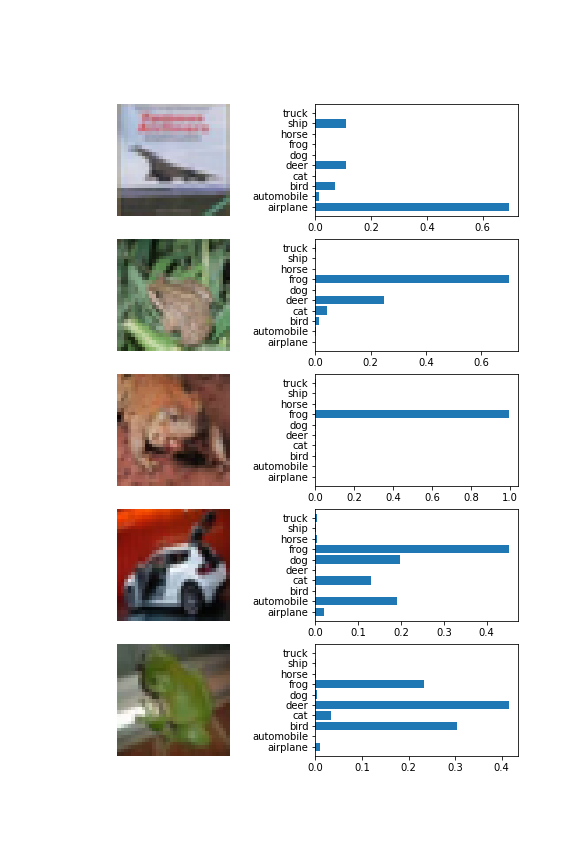 truck
ship
horse
frog
dog
deer
cat
bird
automobile
airplane
0.0 0.2 0.4 0.6
truck
ship
horse
frog
dog
deer
cat
bird
automobile
airplane
0.0 0.2 0.4 0.6
truck
ship
horse
frog
dog
deer
cat
bird
automobile
airplane
0.0 0.2 0.4 0.6 0.8 1.0
truck
ship
horse
frog
dog
deer
cat
bird
automobile
airplane
0.0 0.1 0.2 0.3 0.4
truck
ship
horse
frog
dog
deer
cat
bird
automobile
airplane
0.0 0.1 0.2 0.3 0.4